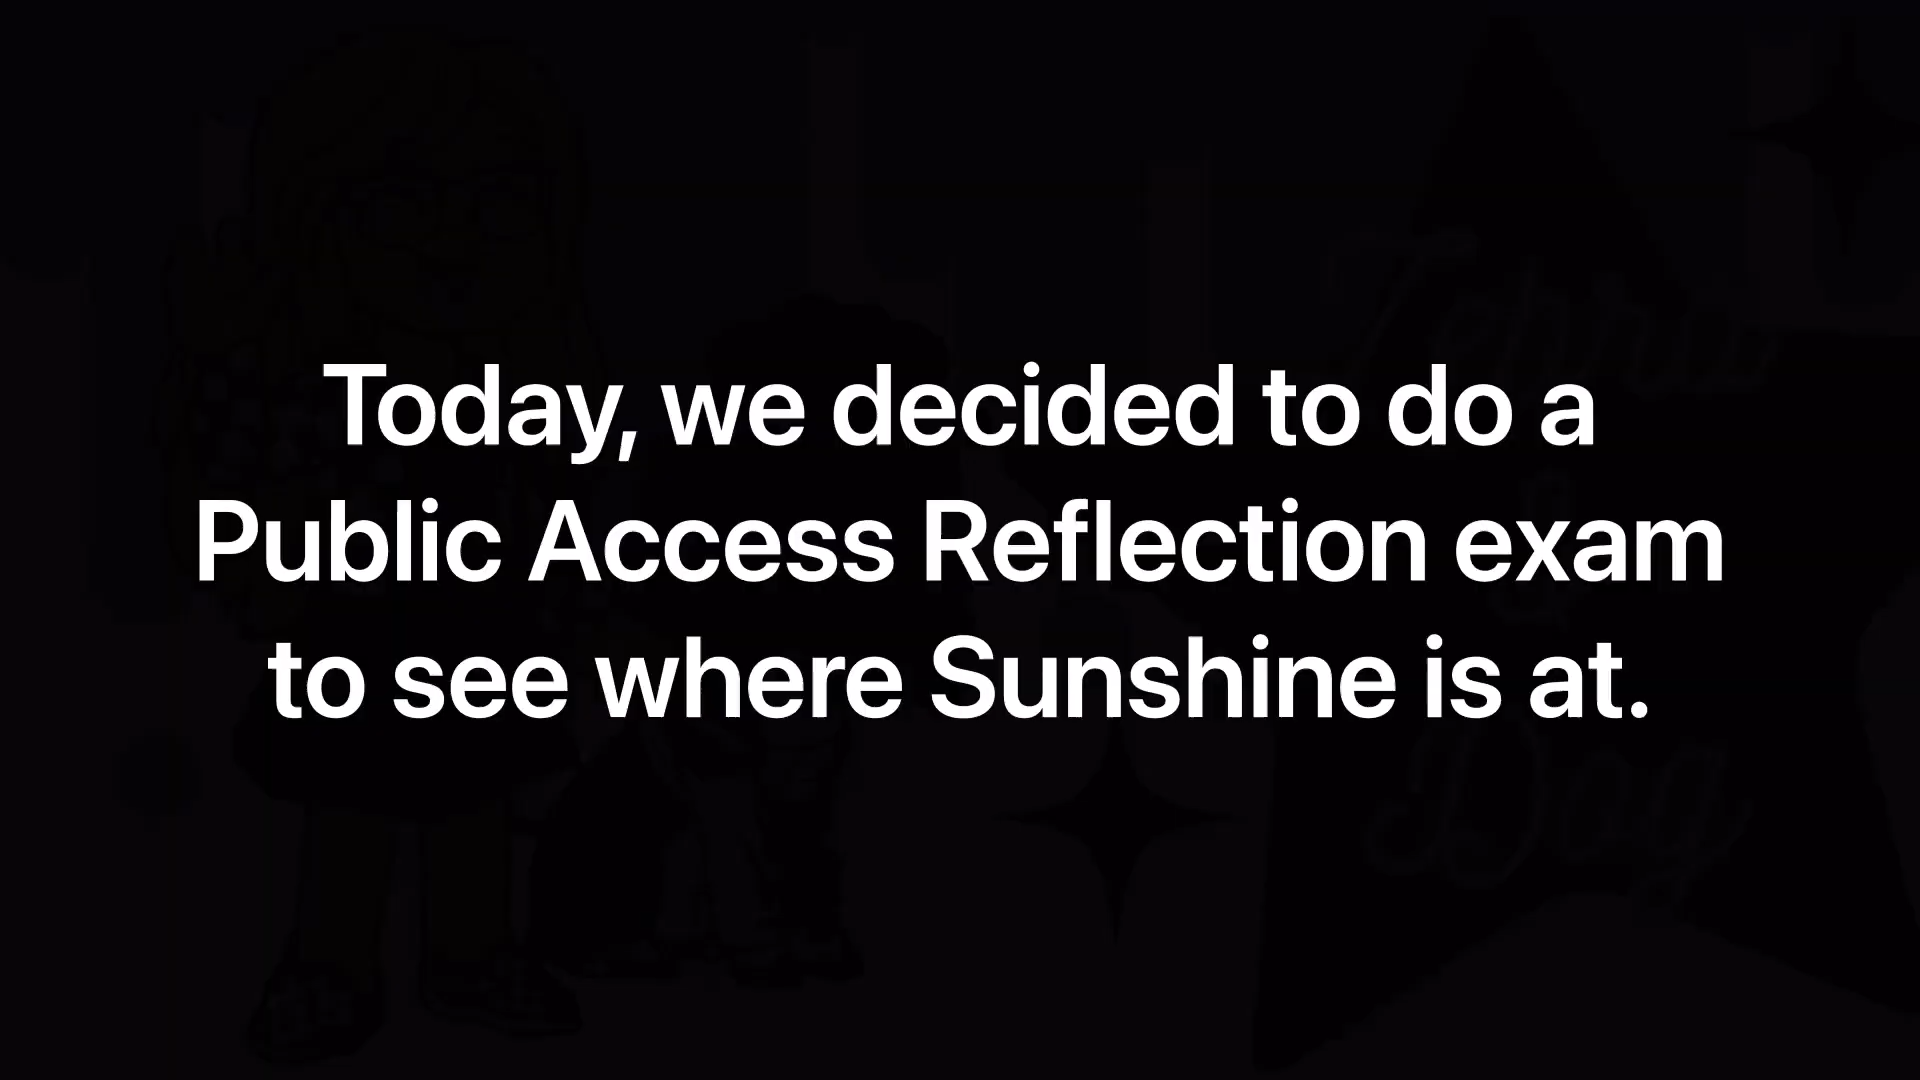 Today, we decided to do a
Public Access Reflection exam
to see where Sunshine is at.